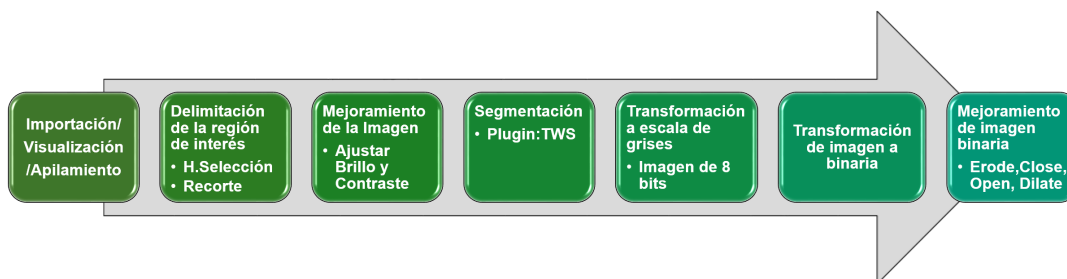 Importación/
Visualización
/Apilamiento
Delimitación
de la región
de interés
• H.Selección
• Recorte
Mejoramiento
de la Imagen
• Ajustar
Brillo y
Contraste
Segmentación
• Plugin:TWS
Transformación
a escala de
grises
• Imagen de 8
bits
Transformación
de imagen a
binaria
Mejoramiento
de imagen
binaria
• Erode,Close,
Open, Dilate